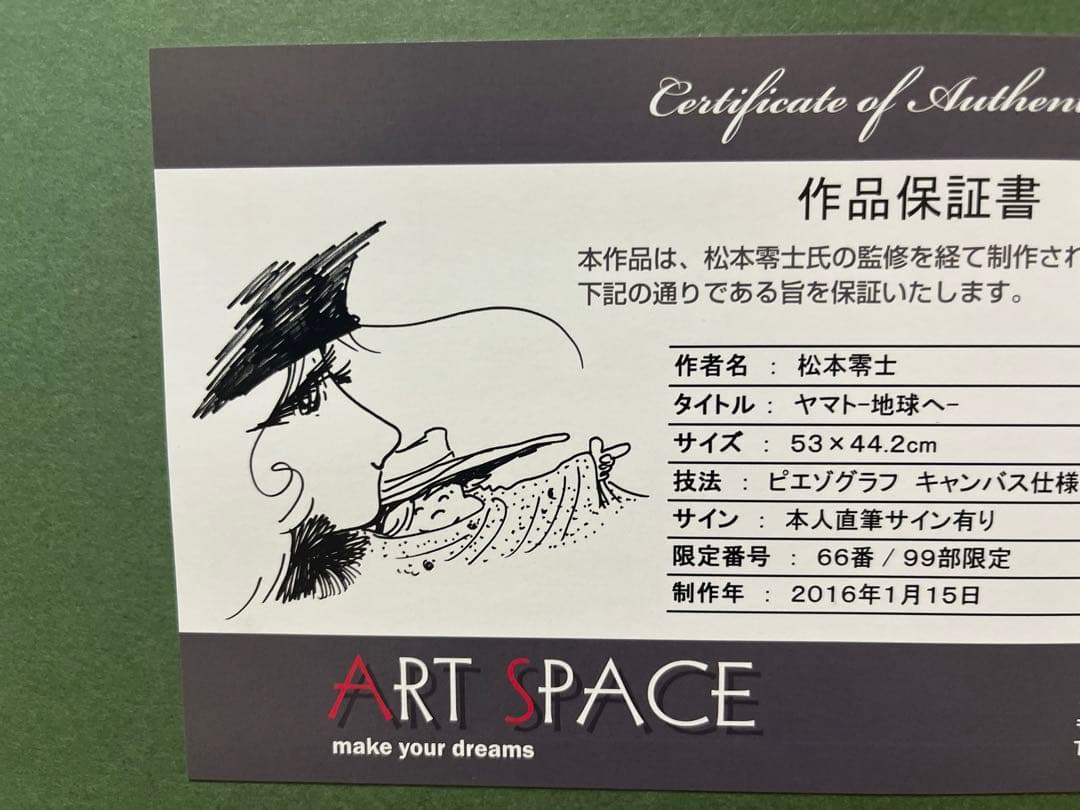 Certificate of Authen
作品保証書
本作品は、松本零士氏の監修を経て制作され
下記の通りである旨を保証いたします。
作者名 : 松本零士
タイトル : ヤマト-地球へ-
サイズ : 53×44.2cm
技法 : ピエゾグラフ キャンバス仕様
サイン : 本人直筆サイン有り
限定番号 : 66番 / 99部限定
制作年 : 2016年1月15日
ART SPACE
make your dreams